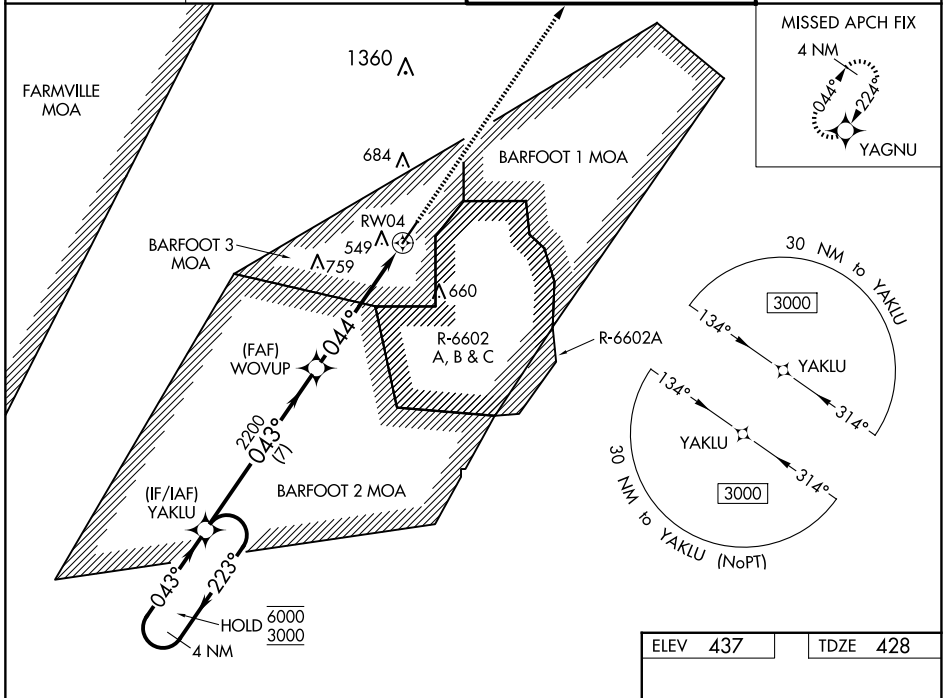 MISSED APCH FIX
4 NM
044°
224°
YAGNU
FARMVILLE
MOA
1360
684
BARFOOT 1 MOA
RW04
549
BARFOOT 3
MOA
759
660
044°
R-6602
A, B & C
R-6602A
(FAF)
WOVUP
2200
043°
(7)
(IF/IAF)
YAKLU
BARFOOT 2 MOA
043°
223°
HOLD 6000
3000
4 NM
30 NM to YAKLU
3000
134°
YAKLU
314°
134°
YAKLU
314°
3000
30 NM to YAKLU (NoPT)
ELEV 437
TDZE 428